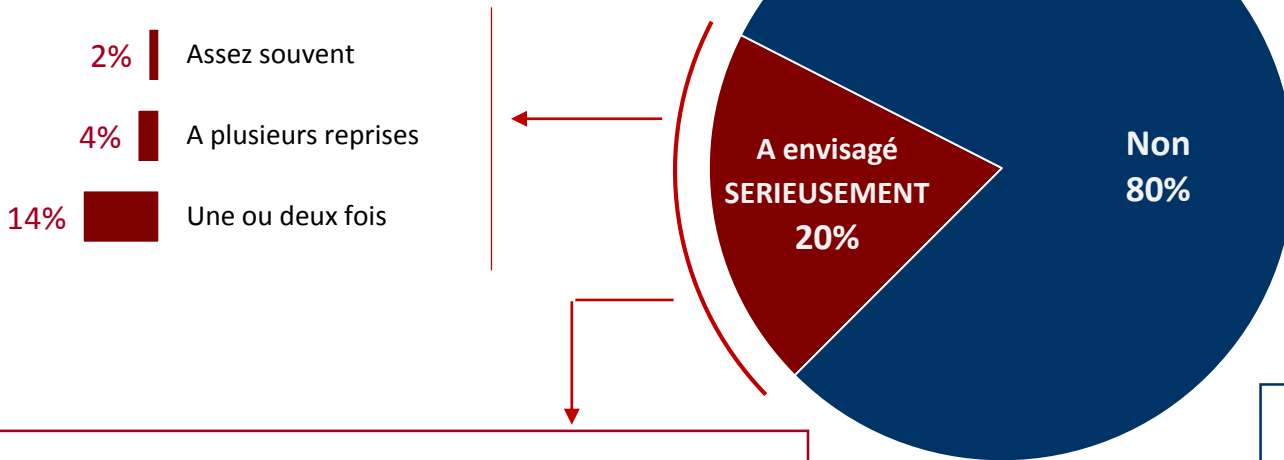 2% Assez souvent
4% A plusieurs reprises
14% Une ou deux fois
A envisagé
SERIEUSEMENT
20%
Non
80%